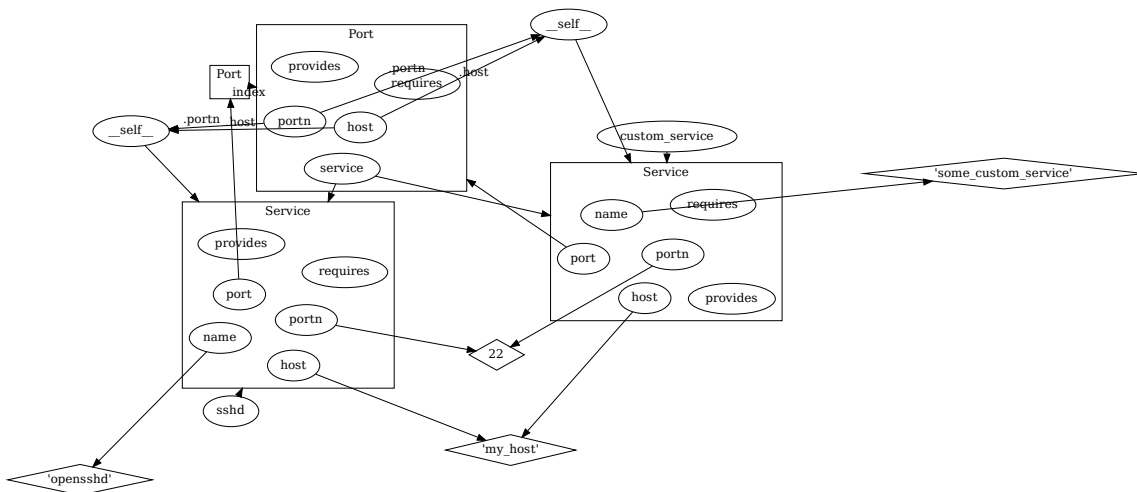 __self__
Port
provides
Port
.portn
.host
requires
index
.portn
.host
portn
host
__self__
custom_service
service
Service
'some_custom_service'
Service
name
requires
provides
port
portn
requires
port
host
provides
portn
name
22
host
sshd
'my_host'
'opensshd'